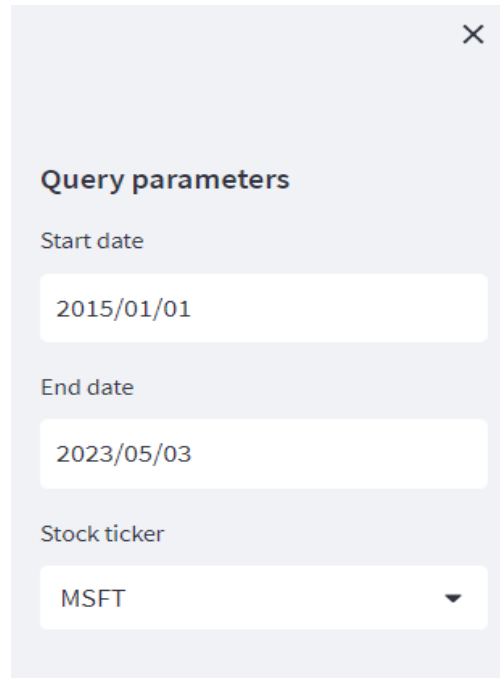 Query parameters
Start date
2015/01/01
End date
2023/05/03
Stock ticker
MSFT